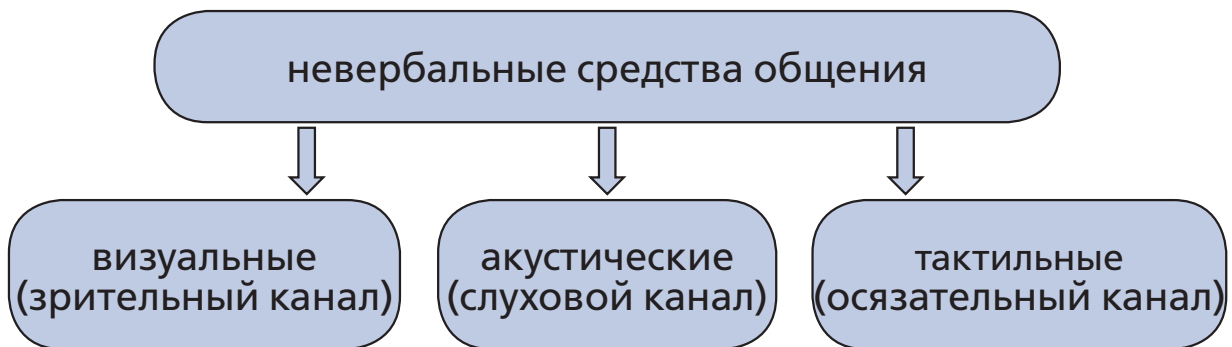 невербальные средства общения
визуальные
(зрительный канал)
акустические
(слуховой канал)
тактильные
(осязательный канал)